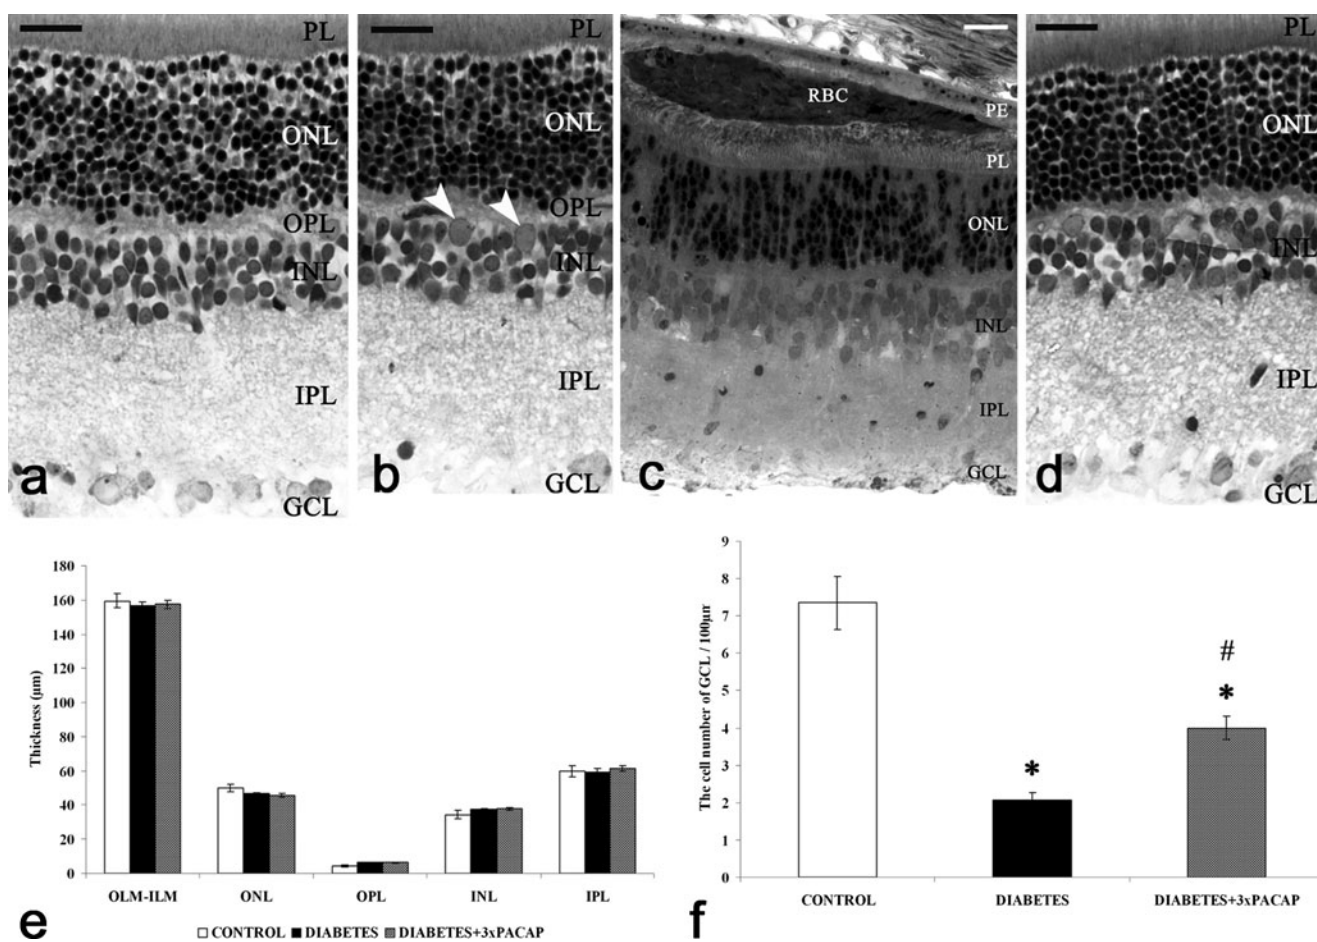 PL
ONL
OPL
INL
IPL
GCL
a
PL
ONL
OPL
INL
IPL
GCL
b
RBC
PE
PL
ONL
INL
IPL
GCL
c
PL
ONL
INL
IPL
GCL
d
180
160
140
120
100
80
60
40
20
0
Thickness (μm)
OLM-ILM ONL OPL INL IPL
CONTROL DIABETES DIABETES+3xPACAP
e
9
8
7
6
5
4
3
2
1
0
The cell number of GCL / 100μm
*
#
*
CONTROL DIABETES DIABETES+3xPACAP
f